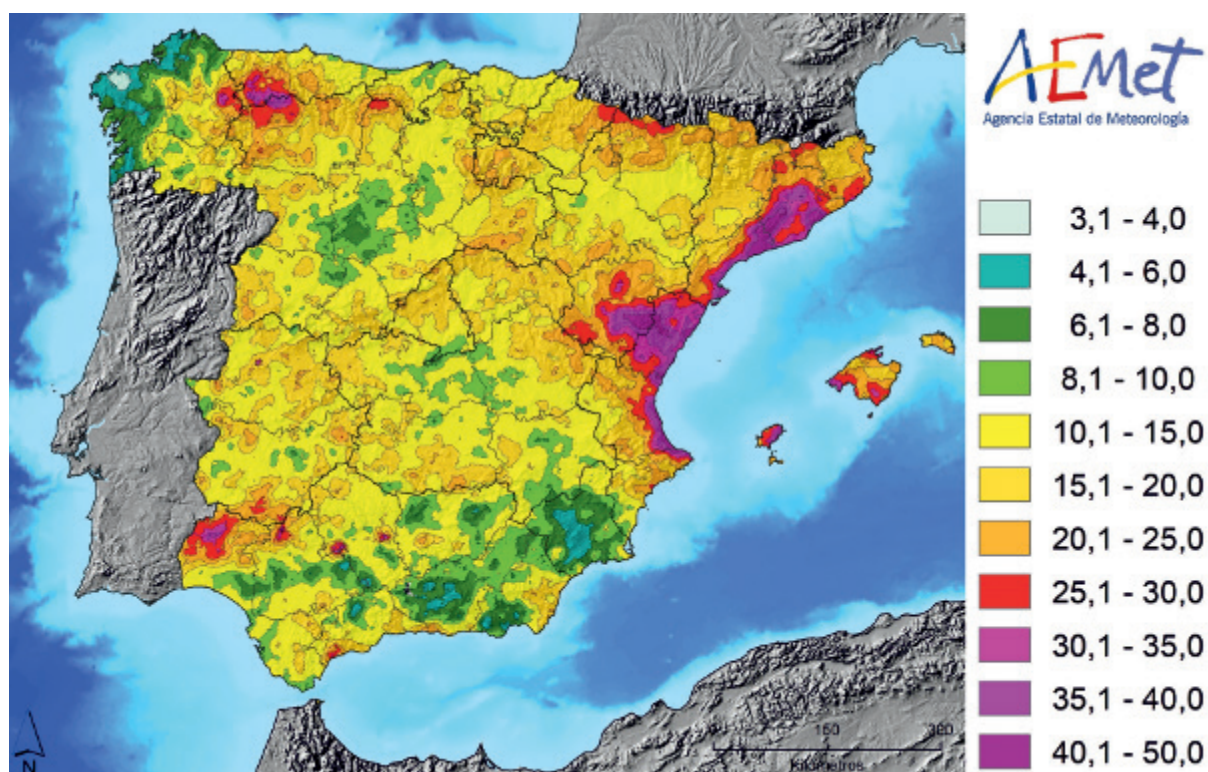 AEMet
Agencia Estatal de Meteorología
3,1 - 4,0
4,1 - 6,0
6,1 - 8,0
8,1 - 10,0
10,1 - 15,0
15,1 - 20,0
20,1 - 25,0
25,1 - 30,0
30,1 - 35,0
35,1 - 40,0
40,1 - 50,0
0 150 300
Kilómetros
N